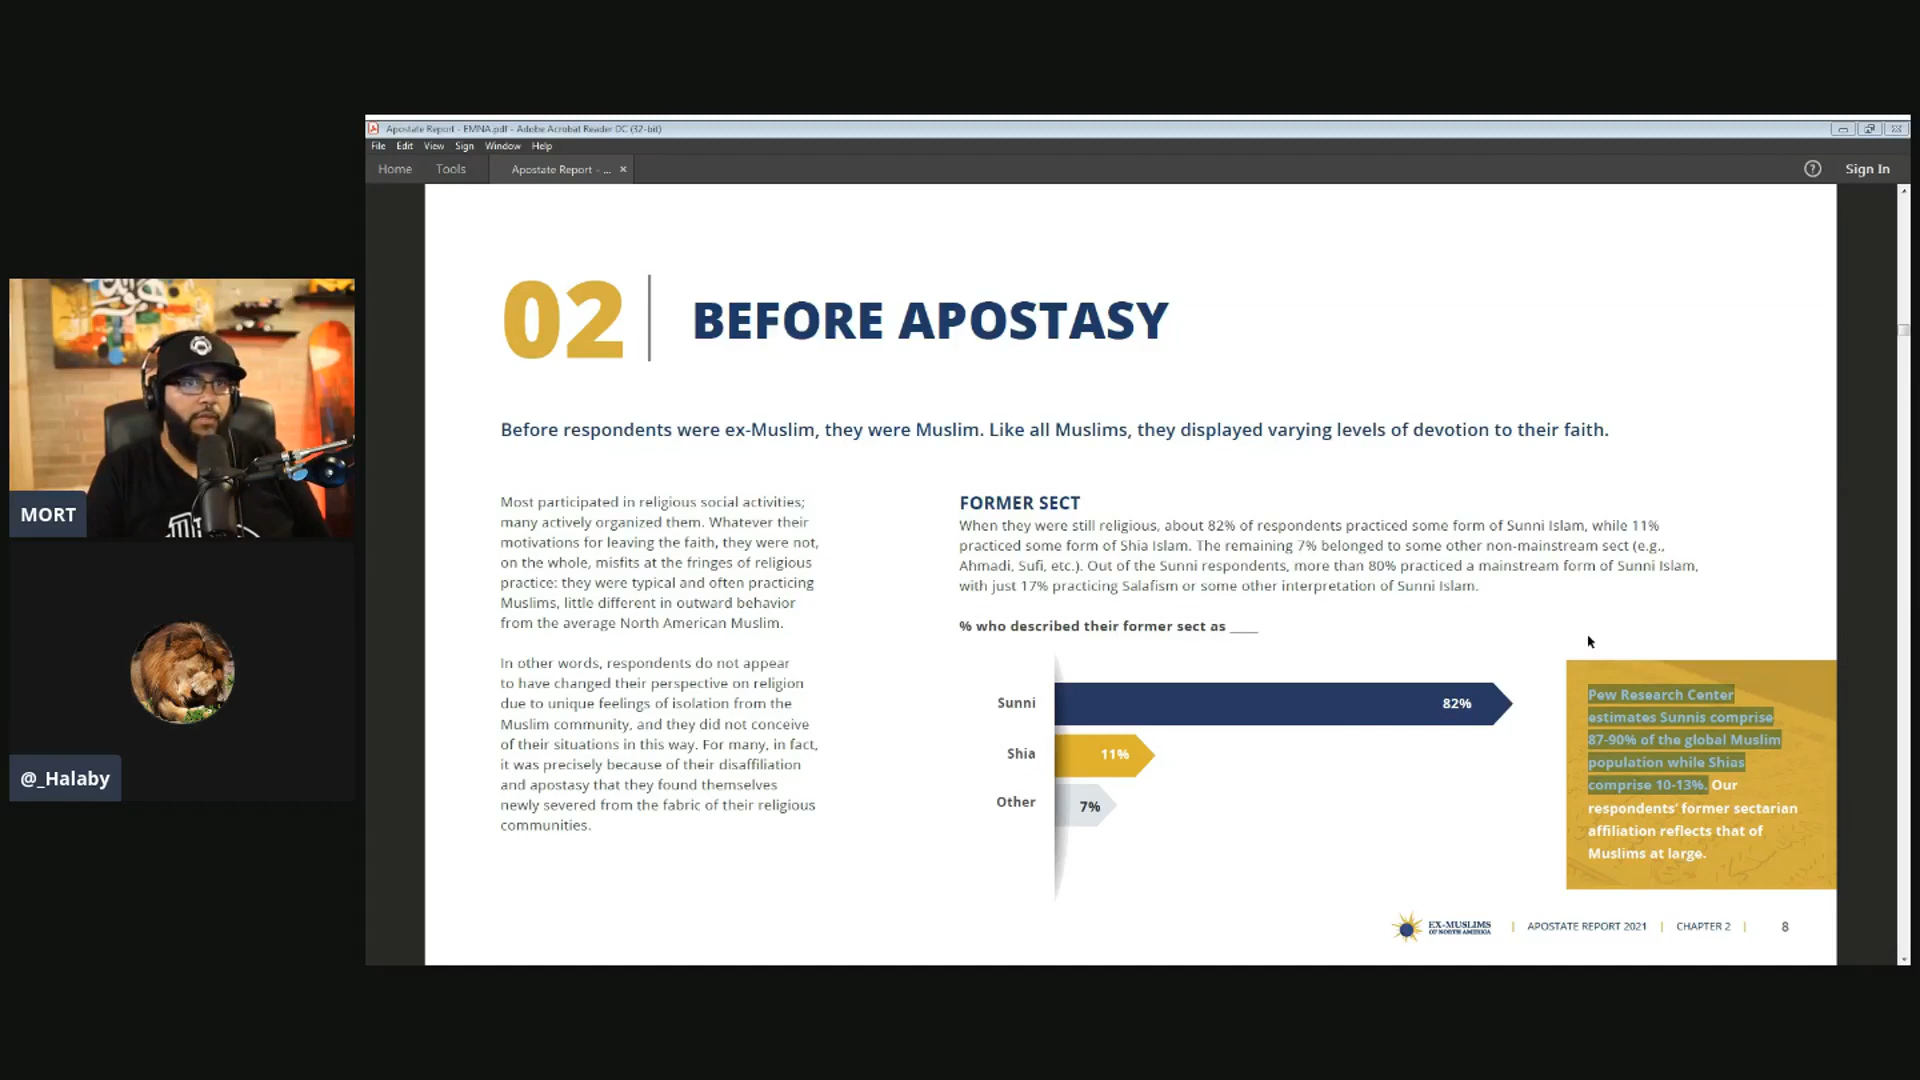 Apostate Report - EMNA.pdf - Adobe Acrobat Reader DC (32-bit)
File Edit View Sign Window Help
Home Tools Apostate Report - ... × Sign In
02 BEFORE APOSTASY
Before respondents were ex-Muslim, they were Muslim. Like all Muslims, they displayed varying levels of devotion to their faith.
Most participated in religious social activities;
many actively organized them. Whatever their
motivations for leaving the faith, they were not,
on the whole, misfits at the fringes of religious
practice: they were typical and often practicing
Muslims, little different in outward behavior
from the average North American Muslim.
In other words, respondents do not appear
to have changed their perspective on religion
due to unique feelings of isolation from the
Muslim community, and they did not conceive
of their situations in this way. For many, in fact,
it was precisely because of their disaffiliation
and apostasy that they found themselves
newly severed from the fabric of their religious
communities.
FORMER SECT
When they were still religious, about 82% of respondents practiced some form of Sunni Islam, while 11%
practiced some form of Shia Islam. The remaining 7% belonged to some other non-mainstream sect (e.g.,
Ahmadi, Sufi, etc.). Out of the Sunni respondents, more than 80% practiced a mainstream form of Sunni Islam,
with just 17% practicing Salafism or some other interpretation of Sunni Islam.
% who described their former sect as ____
Sunni 82%
Shia 11%
Other 7%
Pew Research Center
estimates Sunnis comprise
87-90% of the global Muslim
population while Shias
comprise 10-13%. Our
respondents' former sectarian
affiliation reflects that of
Muslims at large.
EX-MUSLIMS
OF NORTH AMERICA
| APOSTATE REPORT 2021 | CHAPTER 2 | 8
MORT
@_Halaby